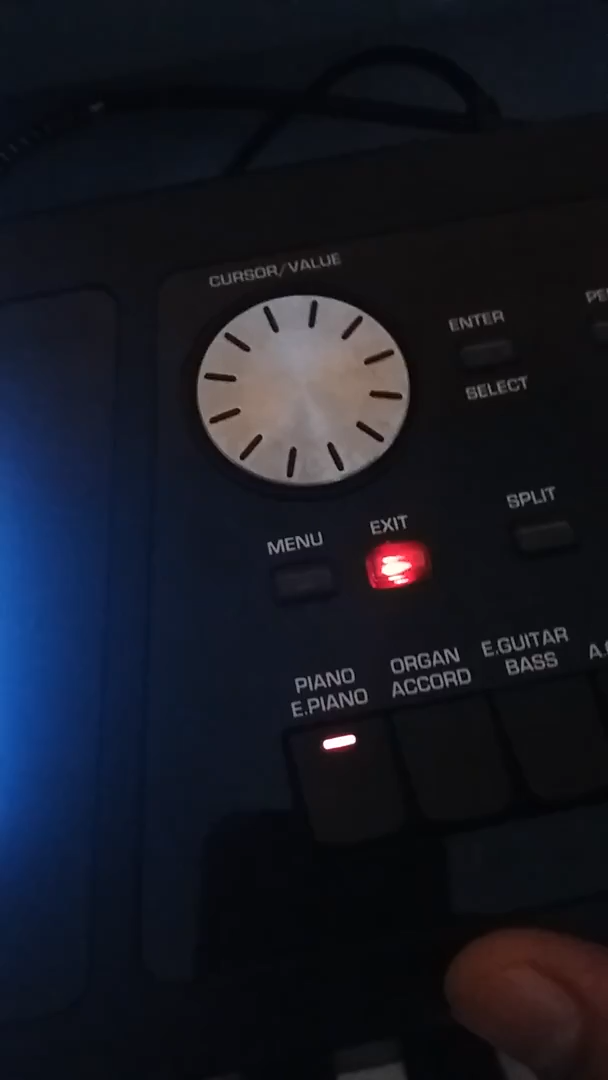 CURSOR/VALUE
ENTER
SELECT
SPLIT
MENU
EXIT
PIANO
E.PIANO
ORGAN
ACCORD
E.GUITAR
BASS